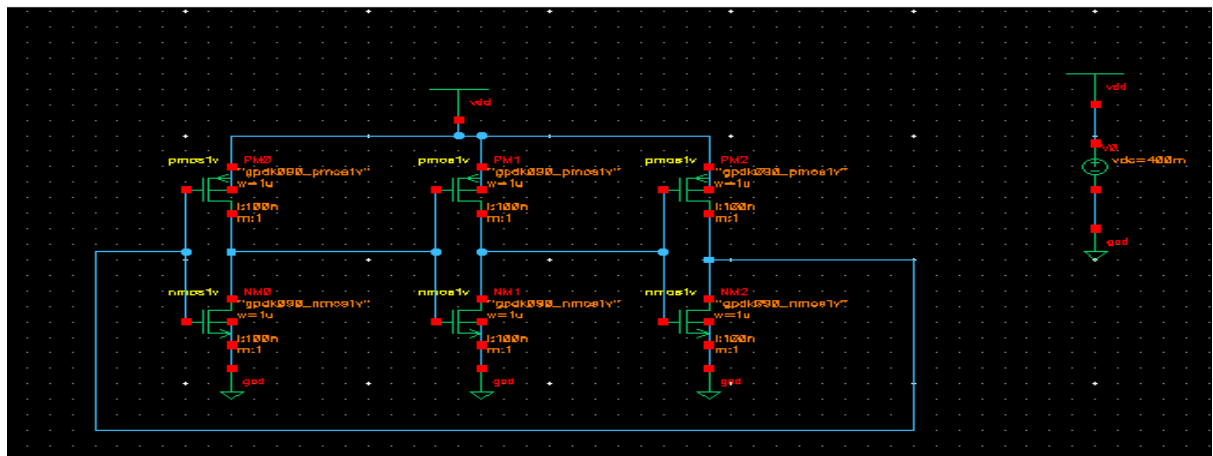 vdd
vdd
pmos1v PM0
"gpdk090_pmos1v"
w=1u
l:100n
m:1
pmos1v PM1
"gpdk090_pmos1v"
w=1u
l:100n
m:1
pmos1v PM2
"gpdk090_pmos1v"
w=1u
l:100n
m:1
V0
vdc=400m
gnd
nmos1v NM0
"gpdk090_nmos1v"
w=1u
l:100n
m:1
gnd
nmos1v NM1
"gpdk090_nmos1v"
w=1u
l:100n
m:1
gnd
nmos1v NM2
"gpdk090_nmos1v"
w=1u
l:100n
m:1
gnd